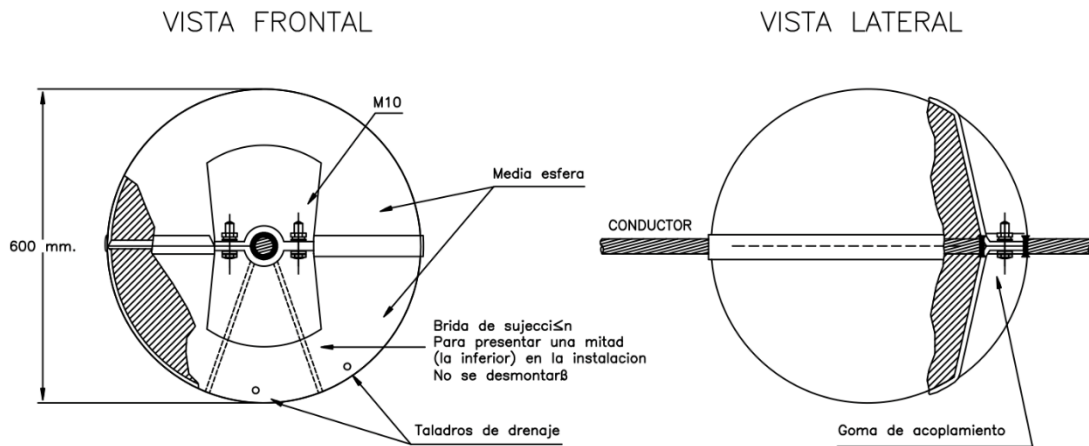 VISTA FRONTAL
VISTA LATERAL
M10
Media esfera
600 mm.
CONDUCTOR
Brida de sujecci≤n
Para presentar una mitad
(la inferior) en la instalacion
No se desmontarß
Taladros de drenaje
Goma de acoplamiento